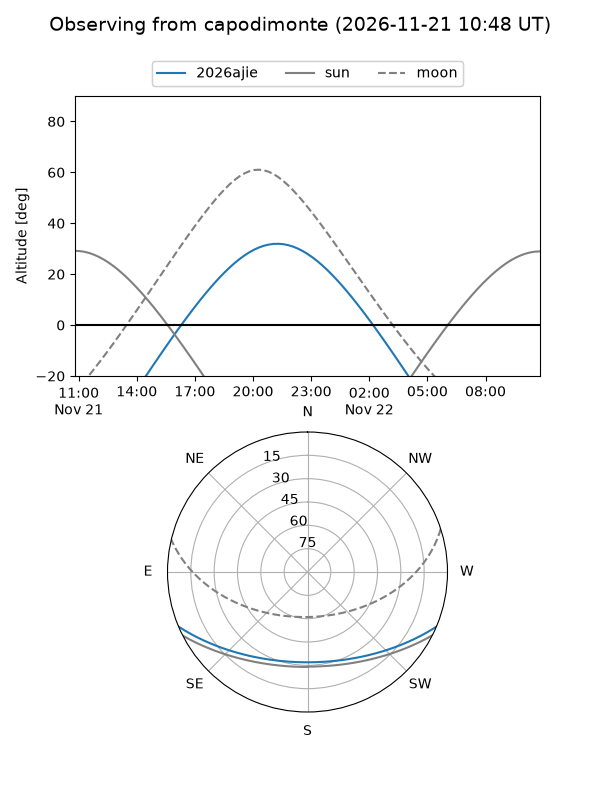 Observing from capodimonte (2026-11-21 10:48 UT)
2026ajie sun moon
Altitude [deg]
80
60
40
20
0
−20
11:00 14:00 17:00 20:00 23:00 02:00 05:00 08:00
Nov 21 Nov 22
N
NE NW
15
30
45
60
75
E W
SE SW
S